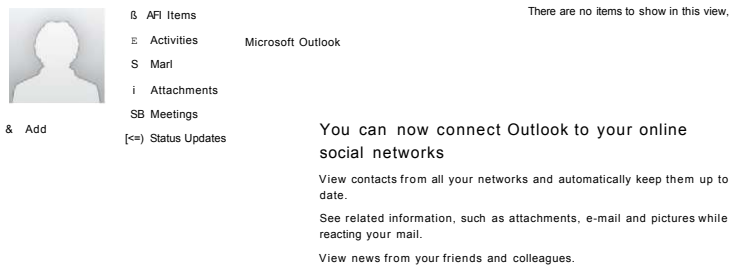 There are no items to show in this view,
ß AFI Items
E Activities
Microsoft Outlook
S Marl
i Attachments
SB Meetings
& Add
[<=) Status Updates
You can now connect Outlook to your online
social networks
View contacts from all your networks and automatically keep them up to
date.
See related information, such as attachments, e-mail and pictures while
reacting your mail.
View news from your friends and colleagues.